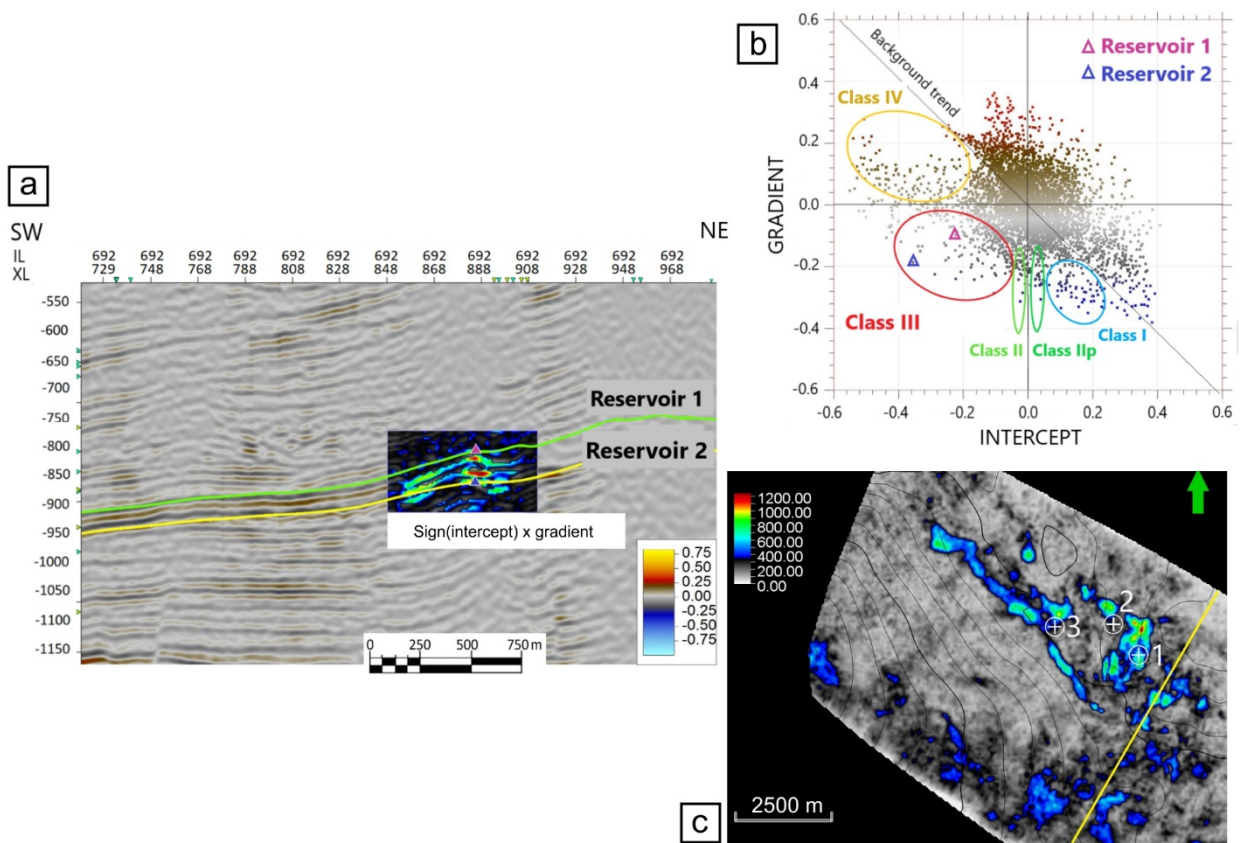 a
SW
NE
IL 692 692 692 692 692 692 692 692 692 692 692 692 692
XL 729 748 768 788 808 828 848 868 888 908 928 948 968
-550
-600
-650
-700
-750
-800
-850
-900
-950
-1000
-1050
-1100
-1150
Reservoir 1
Reservoir 2
Sign(intercept) x gradient
0.75
0.50
0.25
0.00
-0.25
-0.50
-0.75
0 250 500 750 m
b
Background trend
Reservoir 1
Reservoir 2
Class IV
Class III
Class II
Class IIp
Class I
GRADIENT
0.6
0.4
0.2
0.0
-0.2
-0.4
-0.6
-0.6 -0.4 -0.2 0.0 0.2 0.4 0.6
INTERCEPT
1200.00
1000.00
800.00
600.00
400.00
200.00
0.00
2
3
1
2500 m
c